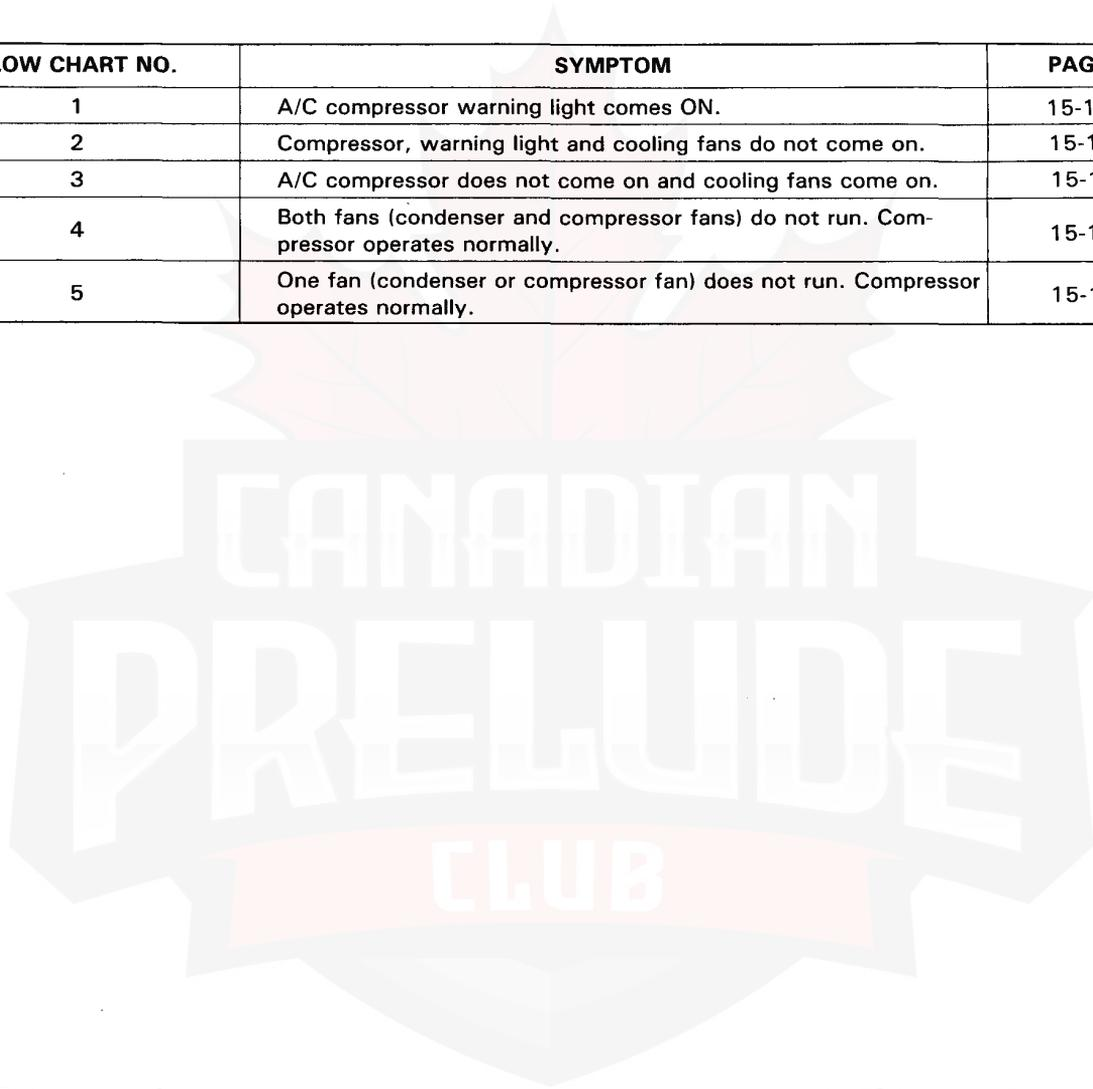 LOW CHART NO. SYMPTOM PAG
1 A/C compressor warning light comes ON. 15-1
2 Compressor, warning light and cooling fans do not come on. 15-1
3 A/C compressor does not come on and cooling fans come on. 15-1
4 Both fans (condenser and compressor fans) do not run. Com-
pressor operates normally. 15-1
5 One fan (condenser or compressor fan) does not run. Compressor
operates normally. 15-1
CANADIAN
PRELUDE
CLUB